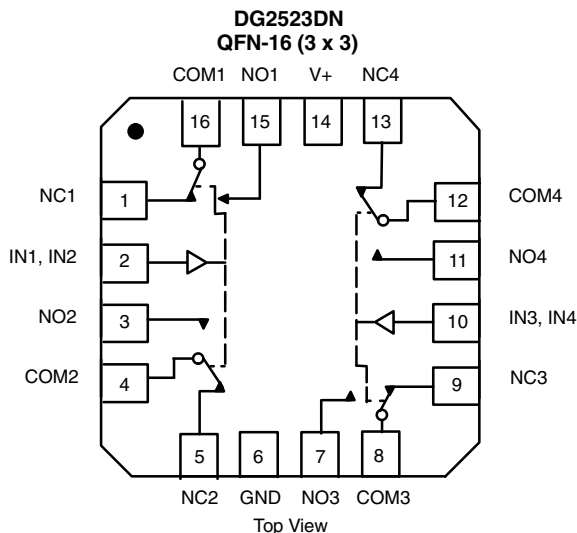 DG2523DN
QFN-16 (3 x 3)
COM1 NO1 V+ NC4
16 15 14 13
NC1 1 12 COM4
IN1, IN2 2 11 NO4
NO2 3 10 IN3, IN4
COM2 4 9 NC3
5 6 7 8
NC2 GND NO3 COM3
Top View